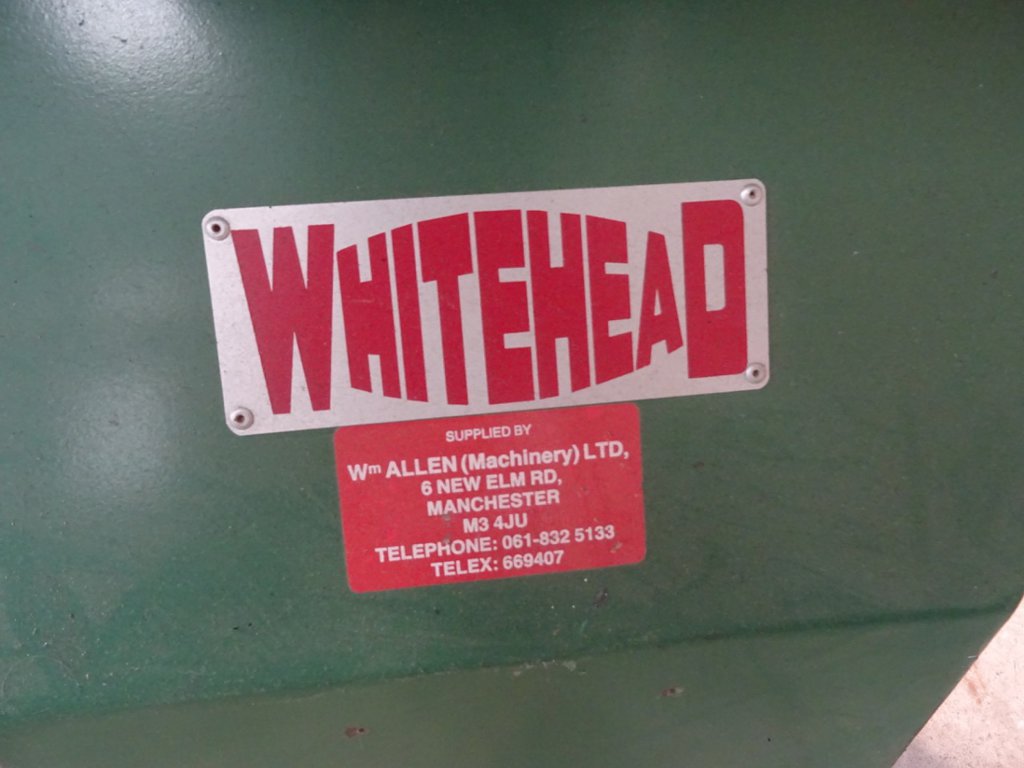 WHITEHEAD
SUPPLIED BY
Wm ALLEN (Machinery) LTD,
6 NEW ELM RD,
MANCHESTER
M3 4JU
TELEPHONE: 061-832 5133
TELEX: 669407